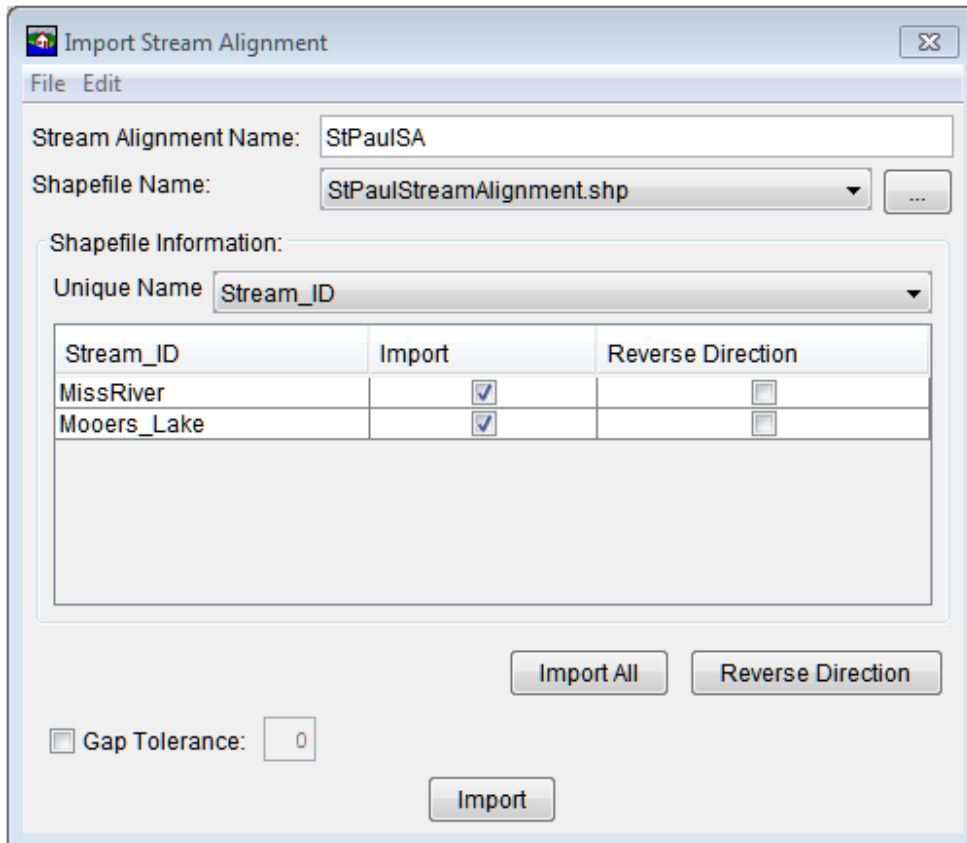 Import Stream Alignment
File Edit
Stream Alignment Name: StPaulSA
Shapefile Name: StPaulStreamAlignment.shp ...
Shapefile Information:
Unique Name Stream_ID
Stream_ID Import Reverse Direction
MissRiver
Mooers_Lake
Import All Reverse Direction
Gap Tolerance: 0
Import